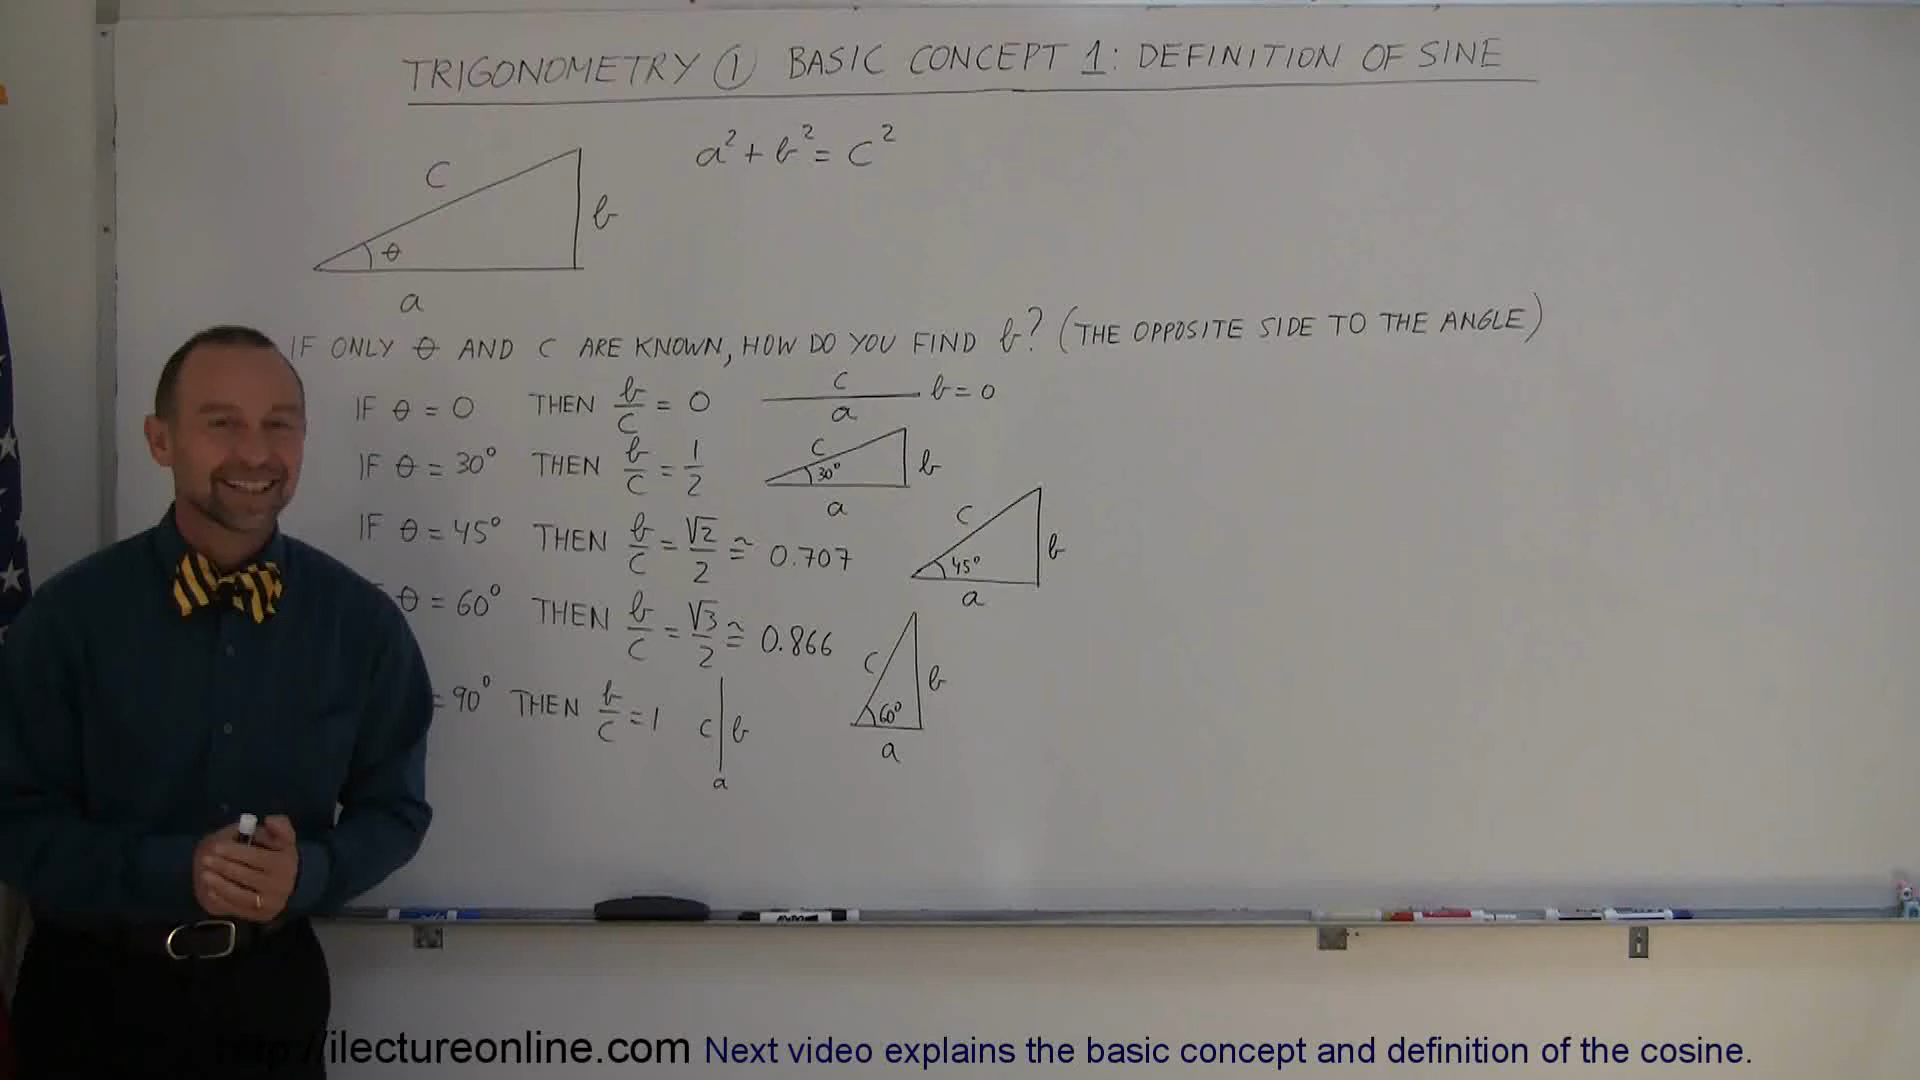 TRIGONOMETRY ① BASIC CONCEPT 1: DEFINITION OF SINE
a² + b² = c²
c
b
θ
a
IF ONLY θ AND C ARE KNOWN, HOW DO YOU FIND b? (THE OPPOSITE SIDE TO THE ANGLE)
IF θ = 0 THEN b/c = 0 c a b = 0
IF θ = 30° THEN b/c = 1/2 c 30° b a
IF θ = 45° THEN b/c = √2/2 ≅ 0.707 c 45° b a
θ = 60° THEN b/c = √3/2 ≅ 0.866 c 60° b a
= 90° THEN b/c = 1 c b a
EXPO
http://ilectureonline.com Next video explains the basic concept and definition of the cosine.